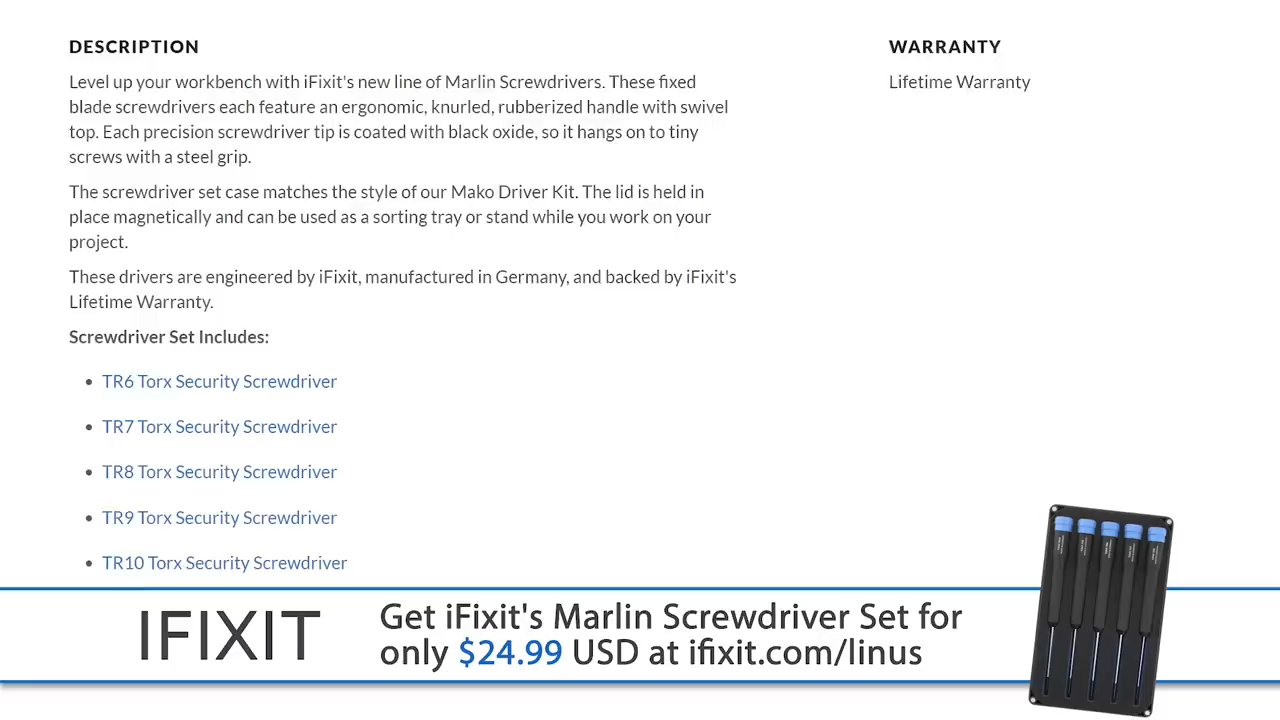 DESCRIPTION
Level up your workbench with iFixit's new line of Marlin Screwdrivers. These fixed
blade screwdrivers each feature an ergonomic, knurled, rubberized handle with swivel
top. Each precision screwdriver tip is coated with black oxide, so it hangs on to tiny
screws with a steel grip.
The screwdriver set case matches the style of our Mako Driver Kit. The lid is held in
place magnetically and can be used as a sorting tray or stand while you work on your
project.
These drivers are engineered by iFixit, manufactured in Germany, and backed by iFixit's
Lifetime Warranty.
Screwdriver Set Includes:
• TR6 Torx Security Screwdriver
• TR7 Torx Security Screwdriver
• TR8 Torx Security Screwdriver
• TR9 Torx Security Screwdriver
• TR10 Torx Security Screwdriver
WARRANTY
Lifetime Warranty
IFIXIT
Get iFixit's Marlin Screwdriver Set for
only $24.99 USD at ifixit.com/linus